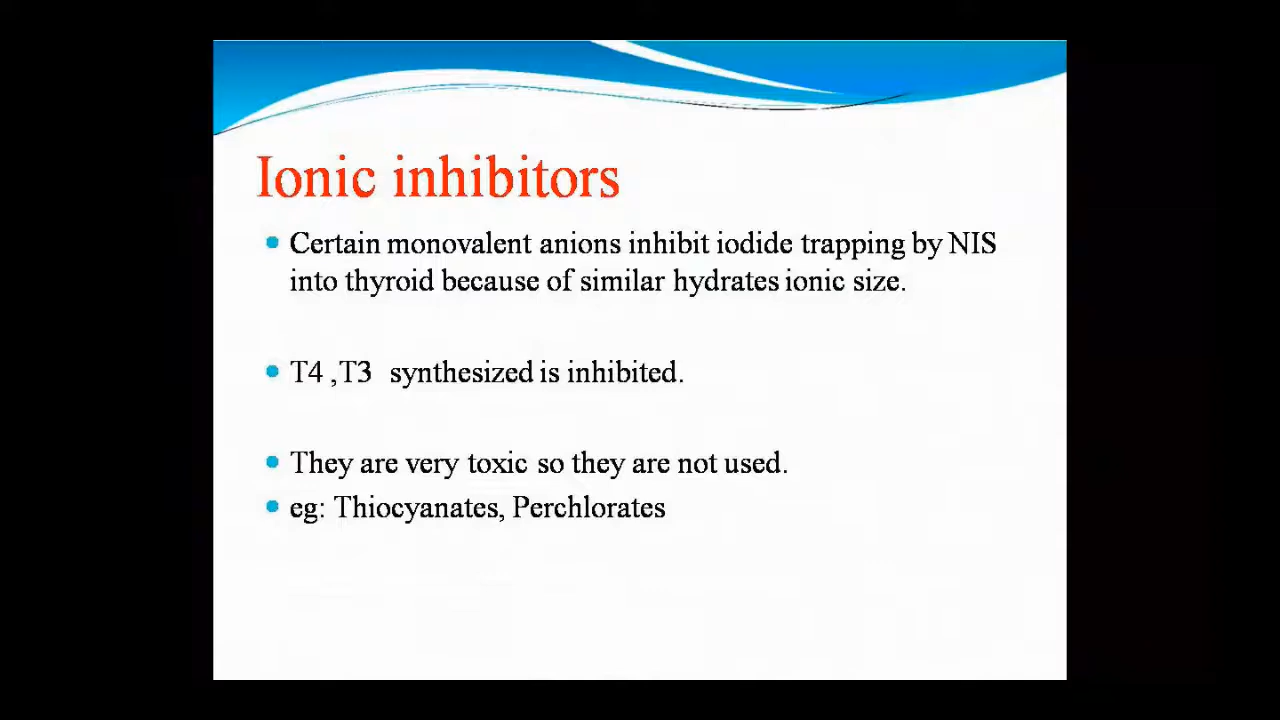 Ionic inhibitors
Certain monovalent anions inhibit iodide trapping by NIS
into thyroid because of similar hydrates ionic size.
T4 ,T3 synthesized is inhibited.
They are very toxic so they are not used.
eg: Thiocyanates, Perchlorates